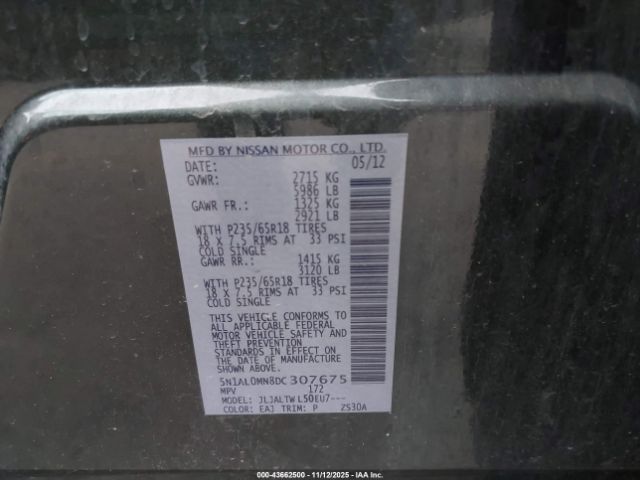 MFD BY NISSAN MOTOR CO., LTD.
DATE: 05/12
GVWR: 2715 KG
5986 LB
GAWR FR.: 1325 KG
2921 LB
WITH P235/65R18 TIRES
18 X 7.5 RIMS AT 33 PSI
COLD SINGLE
GAWR RR.: 1415 KG
3120 LB
WITH P235/65R18 TIRES
18 X 7.5 RIMS AT 33 PSI
COLD SINGLE
THIS VEHICLE CONFORMS TO
ALL APPLICABLE FEDERAL
MOTOR VEHICLE SAFETY AND
THEFT PREVENTION
STANDARDS IN EFFECT ON
THE DATE OF MANUFACTURE
SHOWN ABOVE.
5N1AL0MN8DC307675
MPV 172
MODEL: JLJALTWL50EU7---
COLOR: EAJ TRIM: P ZS30A
000-43662500 - 11/12/2025 - IAA Inc.